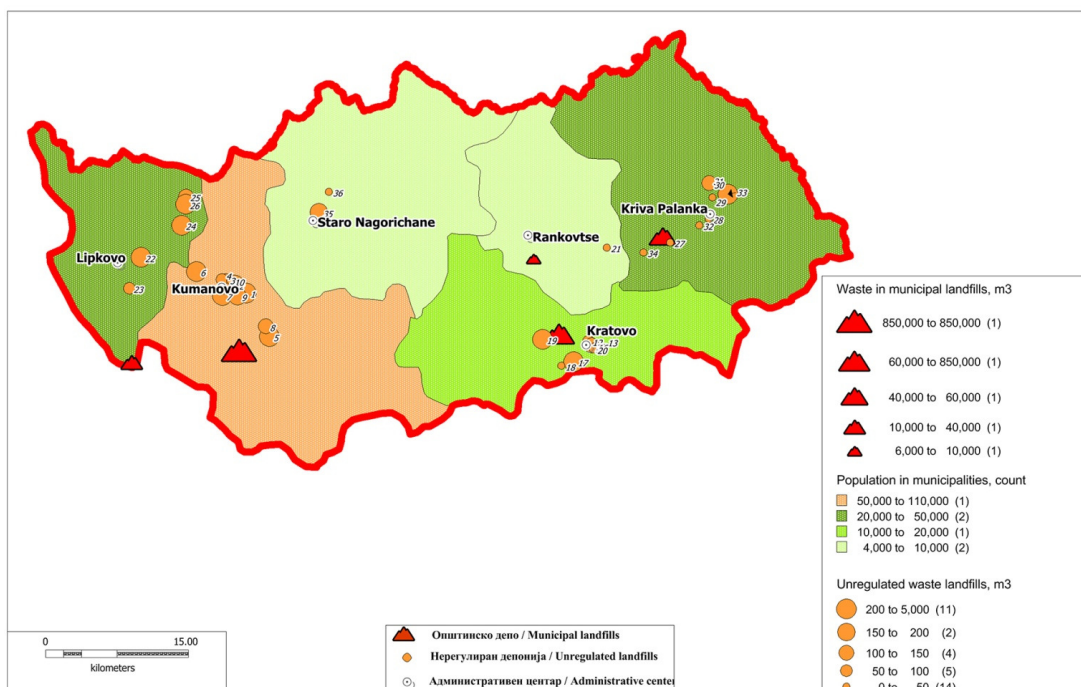 25
26
24
22
23
Lipkovo
6
4
3
10
2
1
Kumanovo
7
9
8
5
36
35
Staro Nagorichane
Rankovtse
21
Kriva Palanka
30
33
29
28
32
27
34
Kratovo
19
13
20
17
18
Waste in municipal landfills, m3
850,000 to 850,000 (1)
60,000 to 850,000 (1)
40,000 to 60,000 (1)
10,000 to 40,000 (1)
6,000 to 10,000 (1)
Population in municipalities, count
50,000 to 110,000 (1)
20,000 to 50,000 (2)
10,000 to 20,000 (1)
4,000 to 10,000 (2)
Unregulated waste landfills, m3
200 to 5,000 (11)
150 to 200 (2)
100 to 150 (4)
50 to 100 (5)
0 to 50 (14)
0 15.00
kilometers
Општинско депо / Municipal landfills
Нерегулиран депонија / Unregulated landfills
Административен центар / Administrative center